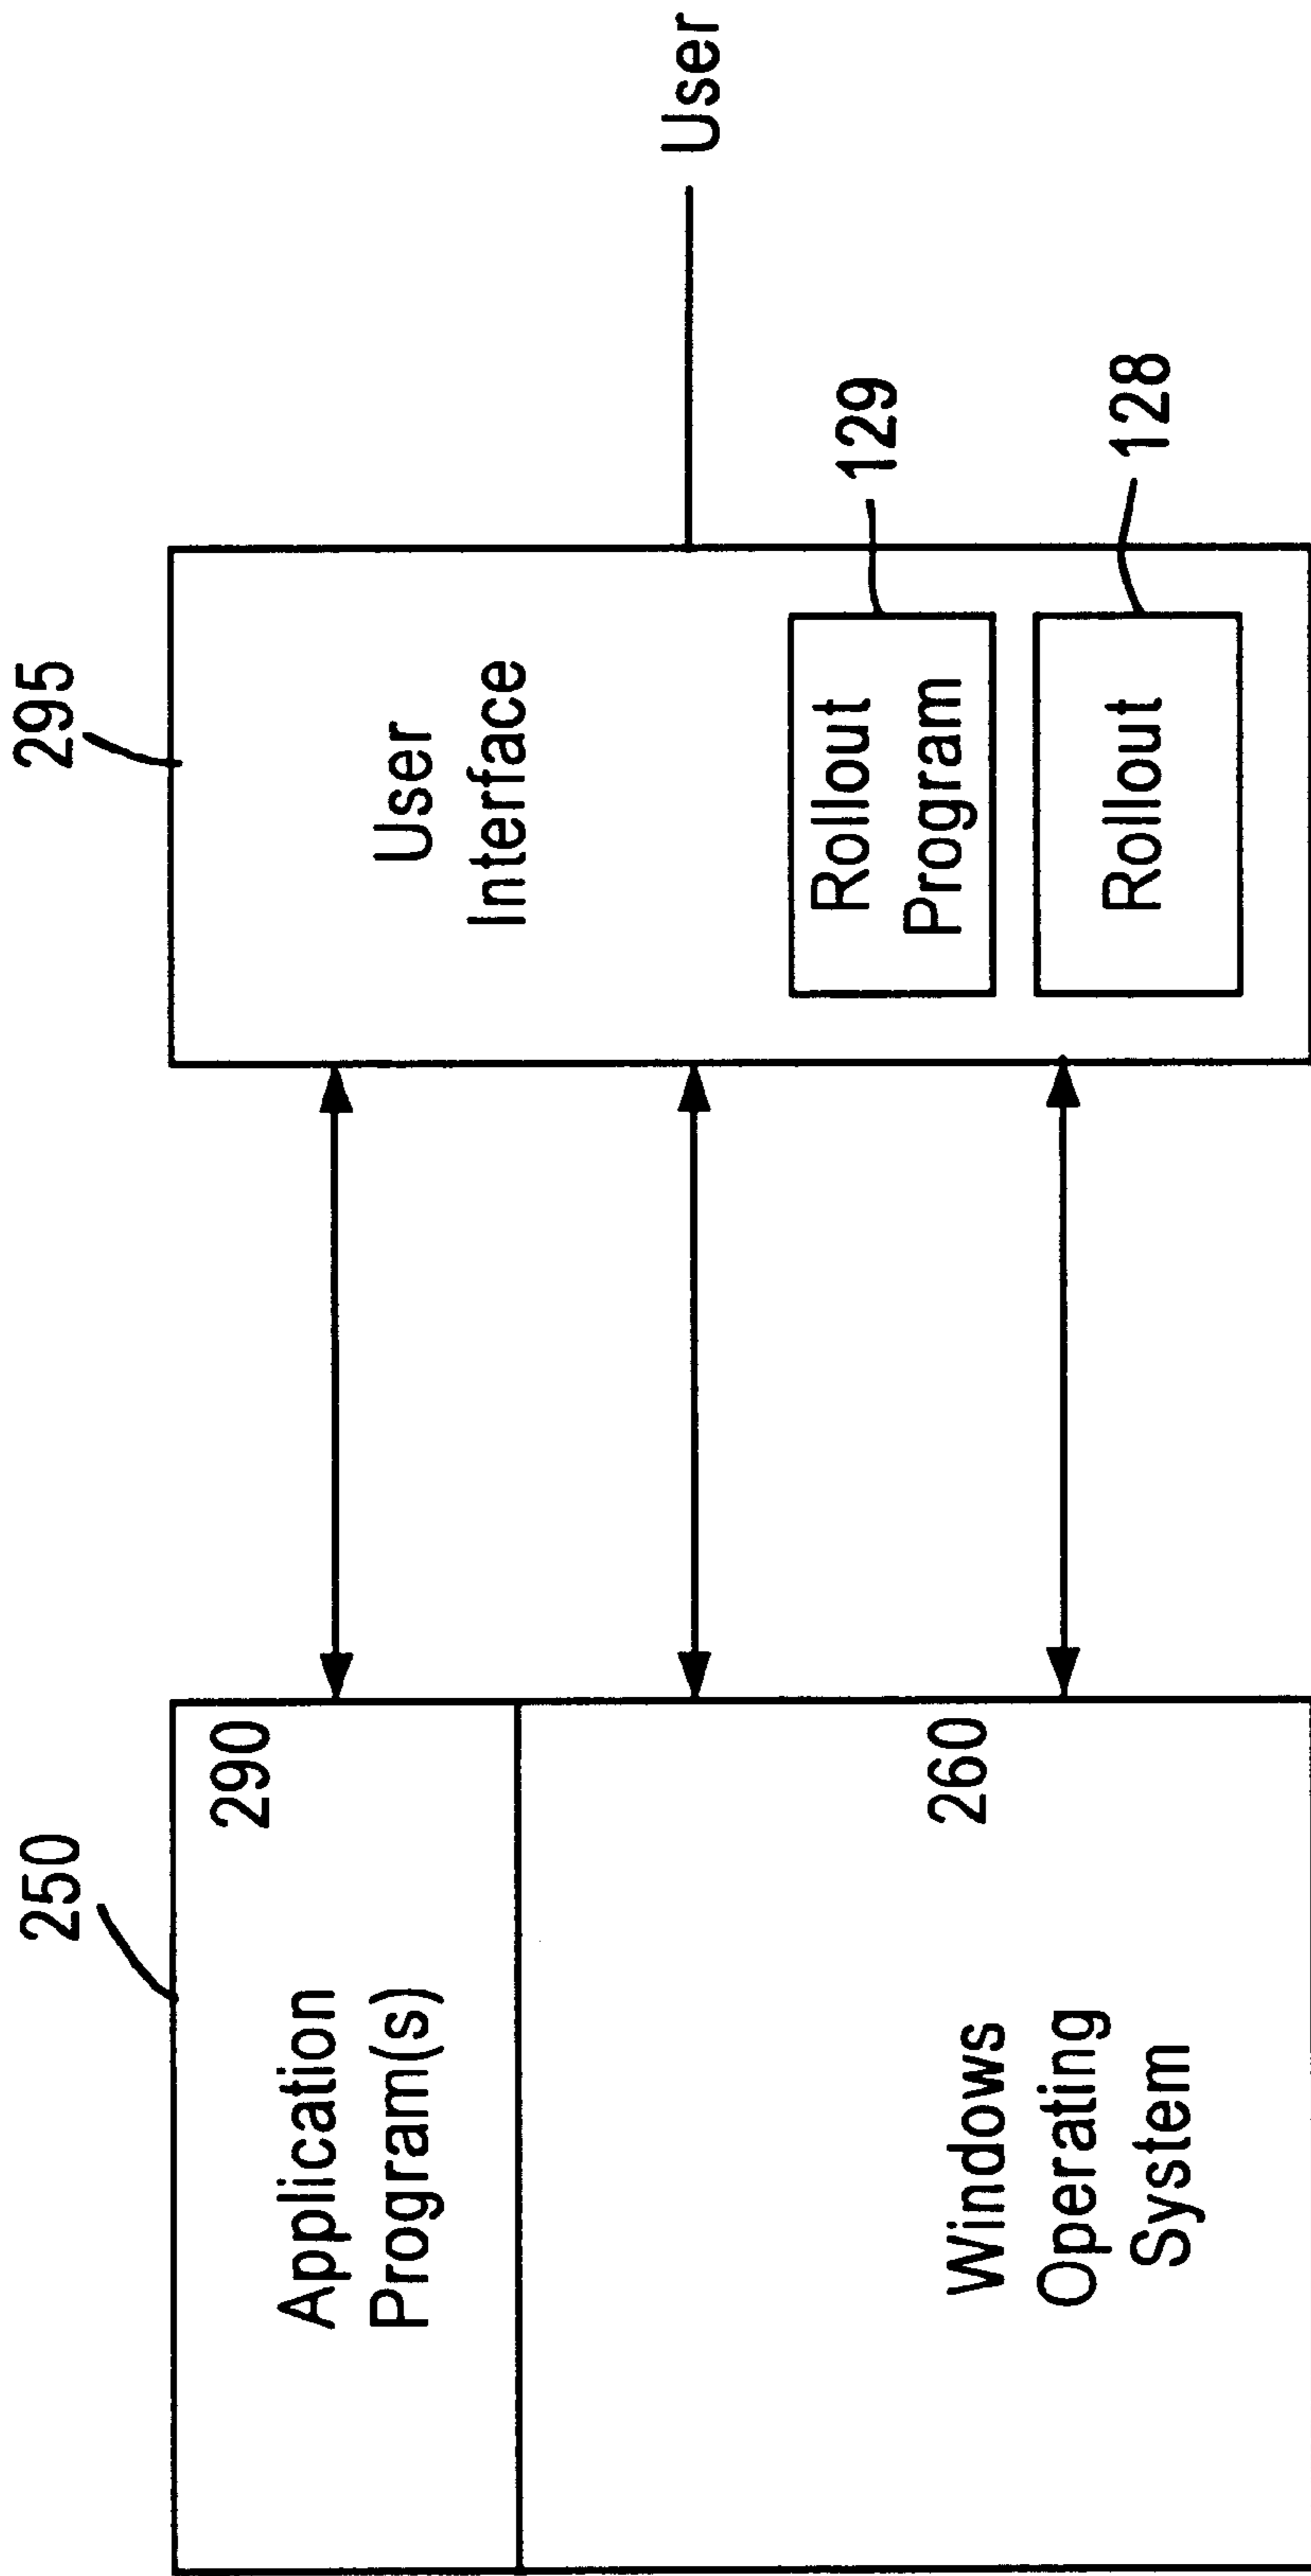 250
290
Application
Program(s)
260
Windows
Operating
System
295
User
Interface
Rollout
Program
129
Rollout
128
User